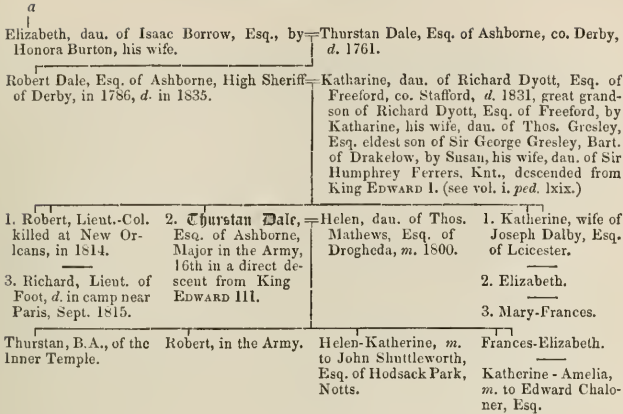 a
Elizabeth, dau. of Isaac Borrow, Esq., by
Honora Burton, his wife.
Thurstan Dale, Esq. of Ashborne, co. Derby,
d. 1761.
Robert Dale, Esq. of Ashborne, High Sheriff
of Derby, in 1786, d. in 1835.
Katharine, dau. of Richard Dyott, Esq. of
Freeford, co. Stafford, d. 1831, great grand-
son of Richard Dyott, Esq. of Freeford, by
Katharine, his wife, dau. of Thos. Gresley,
Esq. eldest son of Sir George Gresley, Bart.
of Drakelow, by Susan, his wife, dau. of Sir
Humphrey Ferrers, Knt., descended from
King EDWARD I. (see vol. i. ped. lxix.)
1. Robert, Lieut.-Col.
killed at New Or-
leans, in 1814.
3. Richard, Lieut. of
Foot, d. in camp near
Paris, Sept. 1815.
2. Thurstan Dale,
Esq. of Ashborne,
Major in the Army,
16th in a direct de-
scent from King
EDWARD III.
Helen, dau. of Thos.
Mathews, Esq. of
Drogheda, m. 1800.
1. Katherine, wife of
Joseph Dalby, Esq.
of Leicester.
2. Elizabeth.
3. Mary-Frances.
Thurstan, B.A., of the
Inner Temple.
Robert, in the Army.
Helen-Katherine, m.
to John Shuttleworth,
Esq. of Hodsack Park,
Notts.
Frances-Elizabeth.
Katherine-Amelia,
m. to Edward Chalo-
ner, Esq.